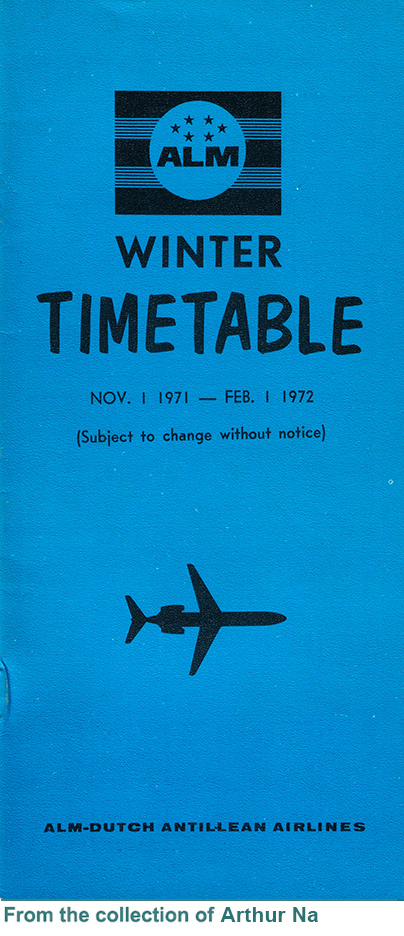 ALM
WINTER
TIMETABLE
NOV. 1 1971 — FEB. 1 1972
(Subject to change without notice)
ALM-DUTCH ANTILLEAN AIRLINES
From the collection of Arthur Na